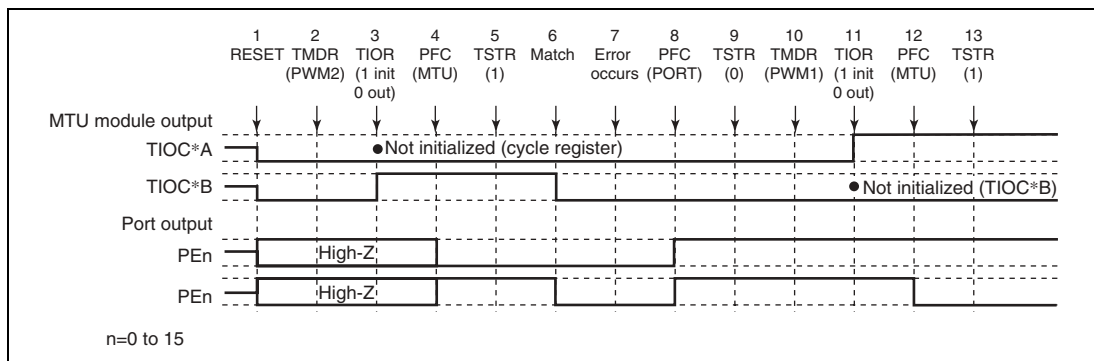 1 2 3 4 5 6 7 8 9 10 11 12 13
RESET TMDR TIOR PFC TSTR Match Error PFC TSTR TMDR TIOR PFC TSTR
(PWM2) (1 init (MTU) (1) occurs (PORT) (0) (PWM1) (1 init (MTU) (1)
0 out) 0 out)
MTU module output
TIOC*A ●Not initialized (cycle register)
TIOC*B ● Not initialized (TIOC*B)
Port output
PEn High-Z
PEn High-Z
n=0 to 15